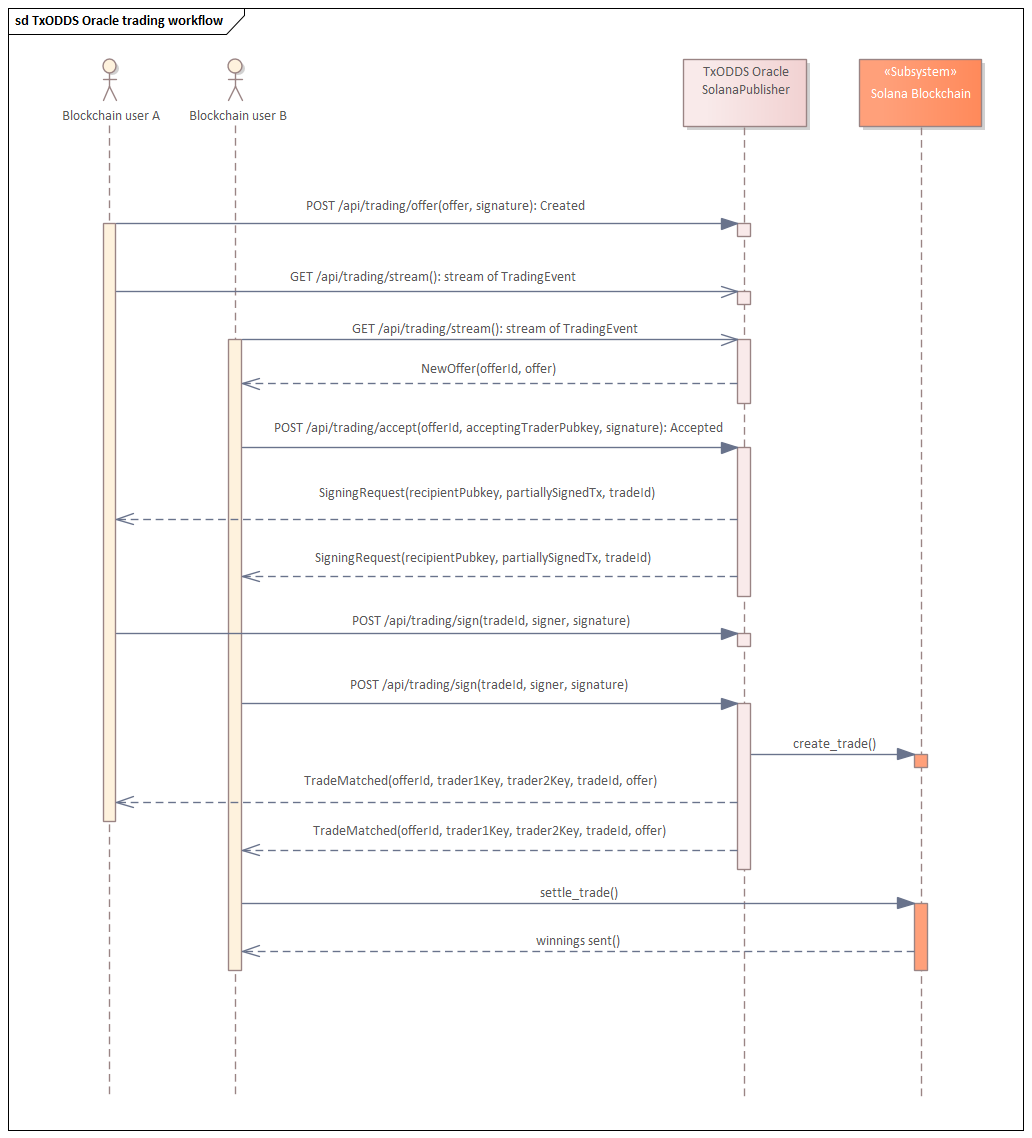 sd TxODDS Oracle trading workflow
Blockchain user A
Blockchain user B
TxODDS Oracle
SolanaPublisher
«Subsystem»
Solana Blockchain
POST /api/trading/offer(offer, signature): Created
GET /api/trading/stream(): stream of TradingEvent
GET /api/trading/stream(): stream of TradingEvent
NewOffer(offerId, offer)
POST /api/trading/accept(offerId, acceptingTraderPubkey, signature): Accepted
SigningRequest(recipientPubkey, partiallySignedTx, tradeId)
SigningRequest(recipientPubkey, partiallySignedTx, tradeId)
POST /api/trading/sign(tradeId, signer, signature)
POST /api/trading/sign(tradeId, signer, signature)
create_trade()
TradeMatched(offerId, trader1Key, trader2Key, tradeId, offer)
TradeMatched(offerId, trader1Key, trader2Key, tradeId, offer)
settle_trade()
winnings sent()